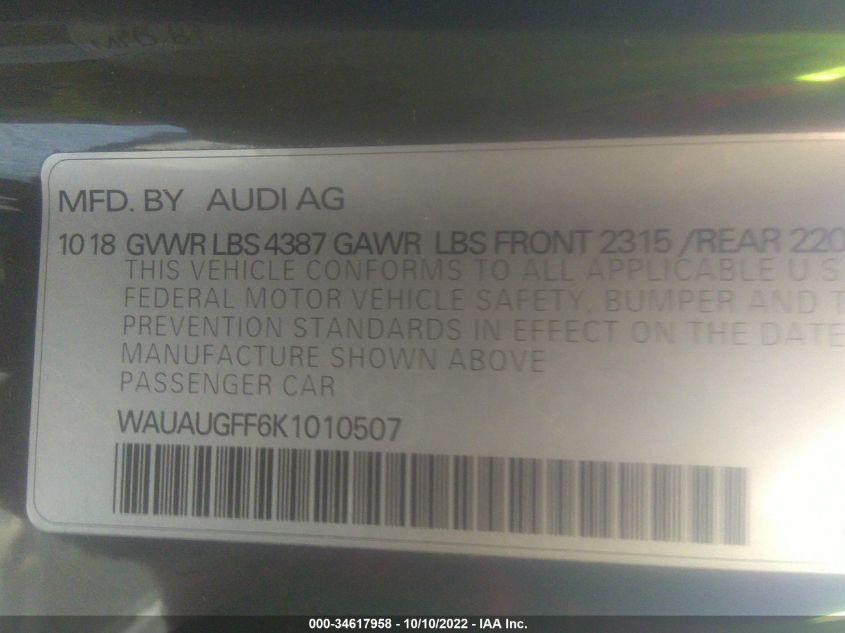 MFD. BY AUDI AG
10 18 GVWR LBS 4387 GAWR LBS FRONT 2315 /REAR 220
THIS VEHICLE CONFORMS TO ALL APPLICABLE U S
FEDERAL MOTOR VEHICLE SAFETY, BUMPER AND T
PREVENTION STANDARDS IN EFFECT ON THE DATE
MANUFACTURE SHOWN ABOVE
PASSENGER CAR
WAUAUGFF6K1010507
000-34617958 - 10/10/2022 - IAA Inc.